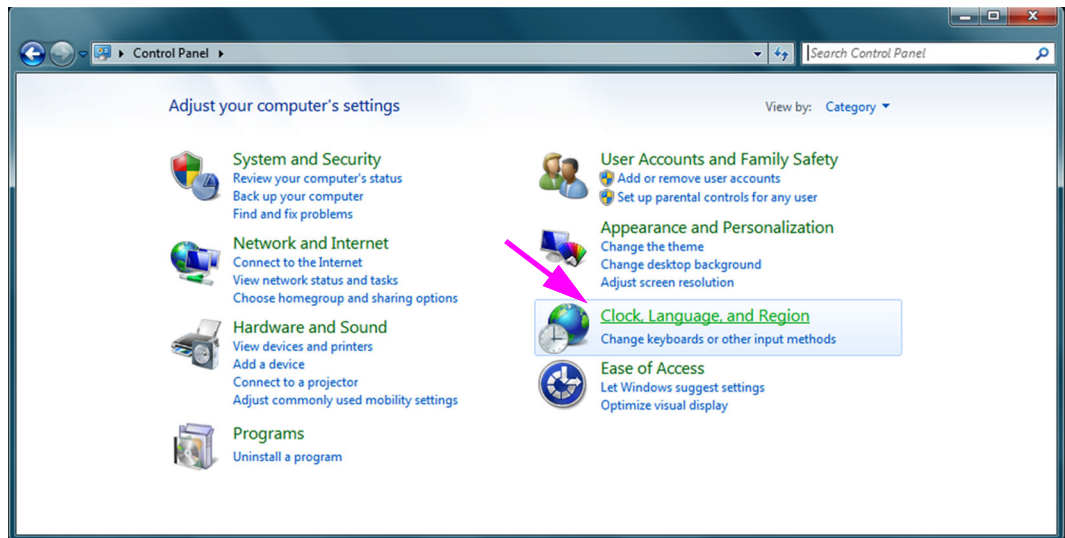 Control Panel
Search Control Panel
Adjust your computer's settings
View by: Category
System and Security
Review your computer's status
Back up your computer
Find and fix problems
Network and Internet
Connect to the Internet
View network status and tasks
Choose homegroup and sharing options
Hardware and Sound
View devices and printers
Add a device
Connect to a projector
Adjust commonly used mobility settings
Programs
Uninstall a program
User Accounts and Family Safety
Add or remove user accounts
Set up parental controls for any user
Appearance and Personalization
Change the theme
Change desktop background
Adjust screen resolution
Clock, Language, and Region
Change keyboards or other input methods
Ease of Access
Let Windows suggest settings
Optimize visual display